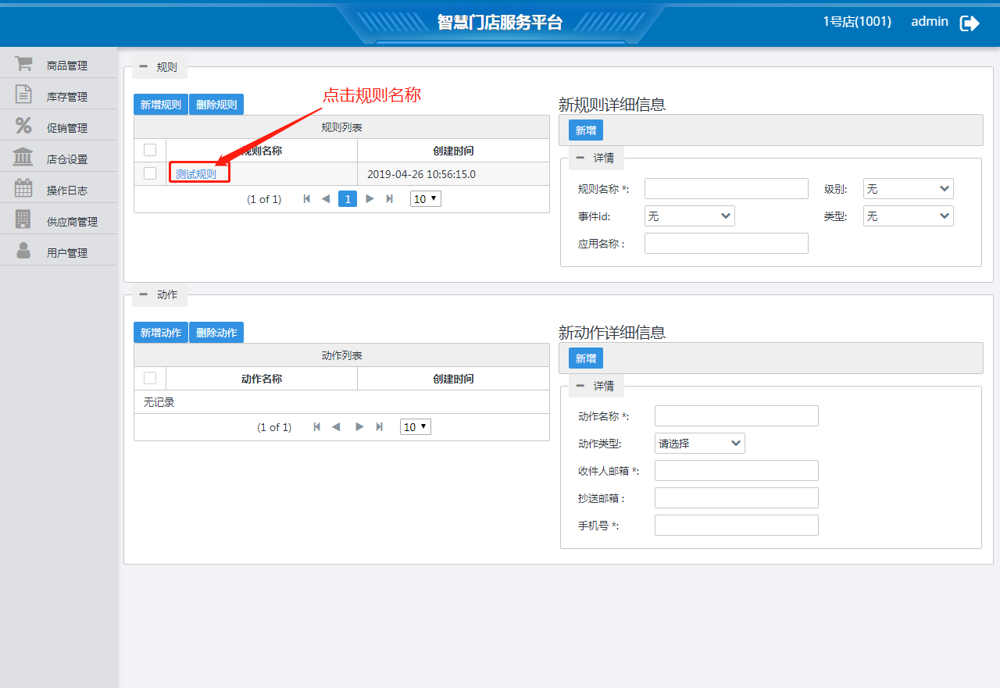 智慧门店服务平台
1号店(1001) admin
商品管理
库存管理
促销管理
店仓设置
操作日志
供应商管理
用户管理
规则
点击规则名称
新增规则 删除规则
规则列表
规则名称 创建时间
测试规则 2019-04-26 10:56:15.0
(1 of 1) 1 10
新规则详细信息
新增
详情
规则名称 *: 级别: 无
事件id: 无 类型: 无
应用名称 :
动作
新增动作 删除动作
动作列表
动作名称 创建时间
无记录
(1 of 1) 10
新动作详细信息
新增
详情
动作名称 *:
动作类型: 请选择
收件人邮箱 *:
抄送邮箱 :
手机号 *: